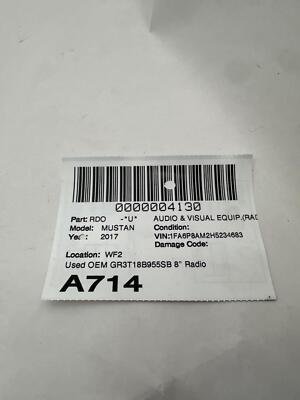 0000004130
Part: RDO -*U* AUDIO & VISUAL EQUIP.(RAD
Model: MUSTAN Condition:
Year: 2017 VIN:1FA6P8AM2H5234683
Damage Code:
Location: WF2
Used OEM GR3T18B955SB 8" Radio
A714